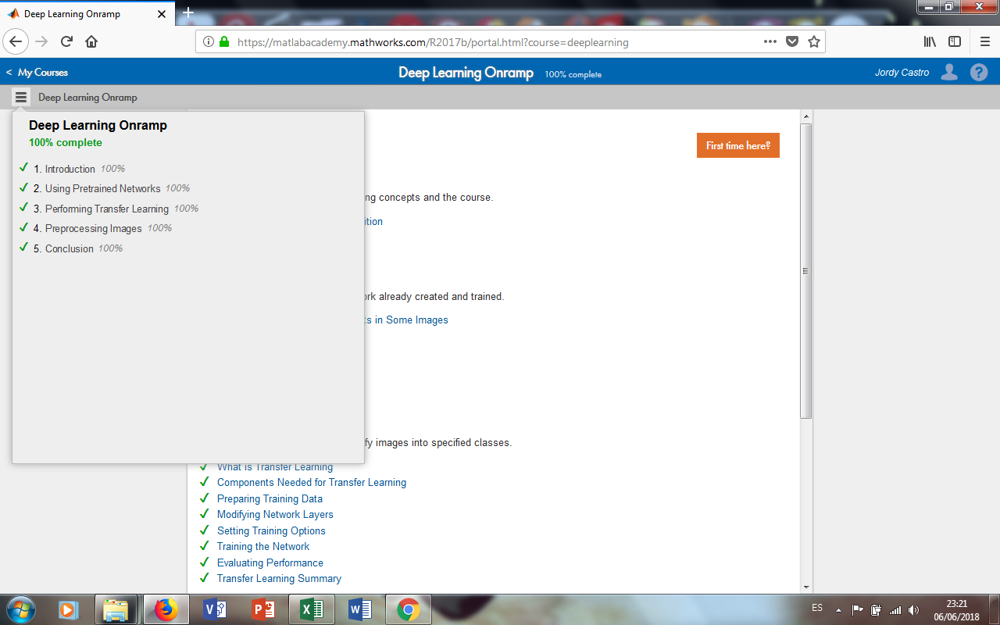 Deep Learning Onramp
https://matlabacademy.mathworks.com/R2017b/portal.html?course=deeplearning
< My Courses
Deep Learning Onramp 100% complete
Jordy Castro
Deep Learning Onramp
Deep Learning Onramp
100% complete
1. Introduction 100%
2. Using Pretrained Networks 100%
3. Performing Transfer Learning 100%
4. Preprocessing Images 100%
5. Conclusion 100%
First time here?
ng concepts and the course.
ition
rk already created and trained.
ts in Some Images
fy images into specified classes.
What is Transfer Learning
Components Needed for Transfer Learning
Preparing Training Data
Modifying Network Layers
Setting Training Options
Training the Network
Evaluating Performance
Transfer Learning Summary
ES
23:21
06/06/2018